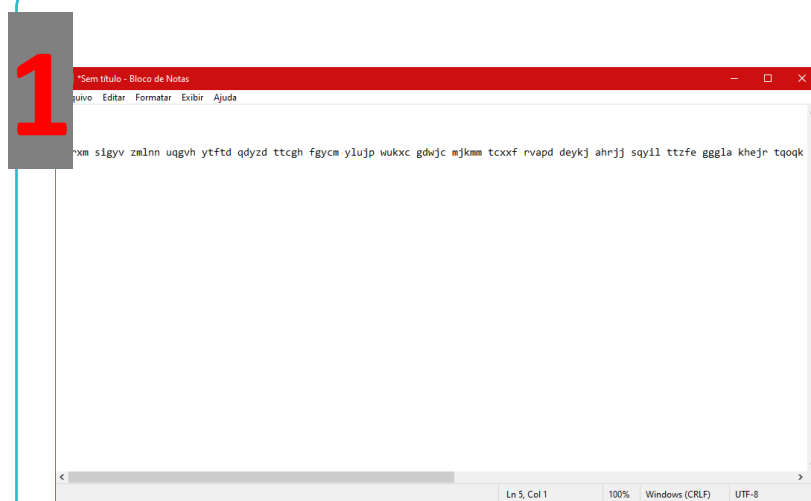 1
*Sem título - Bloco de Notas
Editar Formatar Exibir Ajuda
sigyv zmlnn uqgvh ytftd qdyzd ttcgh fgycm ylujp wukxc gdwjc mjkmm tcxxf rvapd deykj ahrjj sqyil ttzfe gggla khejr tqoqk
Ln 5, Col 1 100% Windows (CRLF) UTF-8